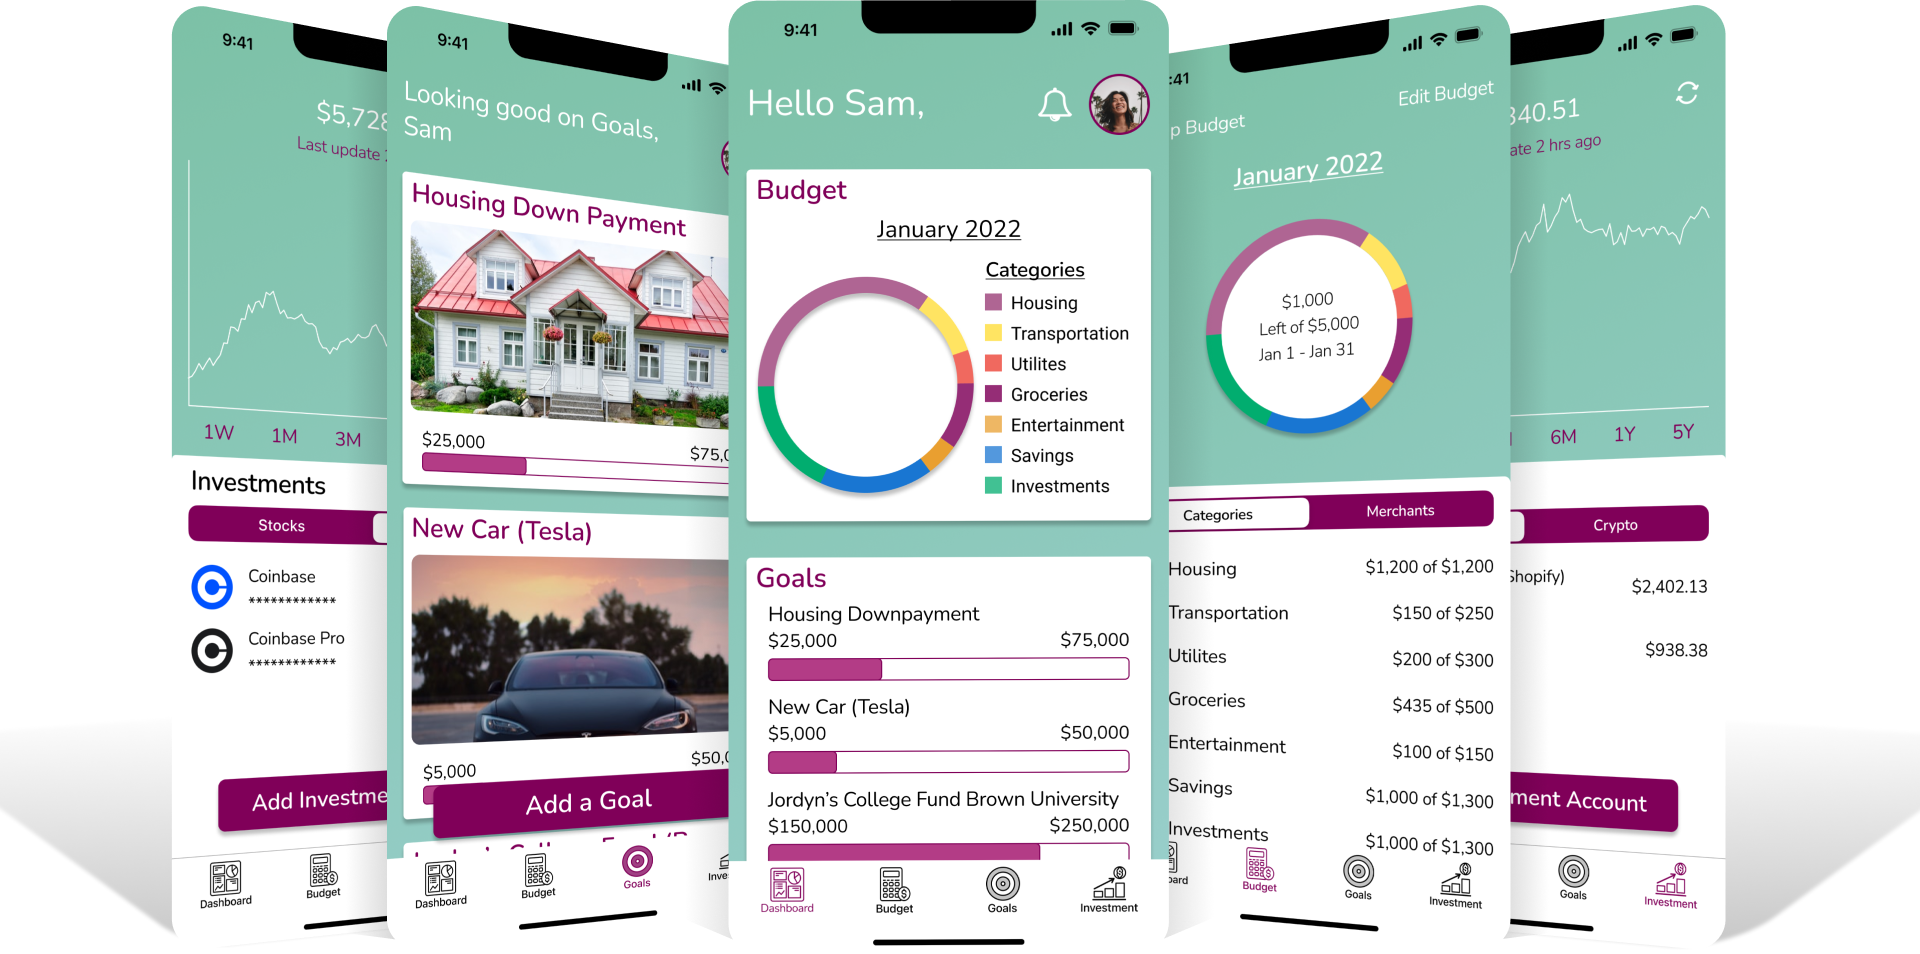 9:41
$5,728
Last update
1W 1M 3M
Investments
Stocks
Coinbase
************
Coinbase Pro
************
Add Investme
Dashboard
Budget
9:41
Looking good on Goals,
Sam
Housing Down Payment
$25,000
$75,0
New Car (Tesla)
$5,000
$50,0
Add a Goal
Dashboard
Budget
Goals
Inve
9:41
Hello Sam,
Budget
January 2022
Categories
Housing
Transportation
Utilites
Groceries
Entertainment
Savings
Investments
Goals
Housing Downpayment
$25,000 $75,000
New Car (Tesla)
$5,000 $50,000
Jordyn’s College Fund Brown University
$150,000 $250,000
Dashboard
Budget
Goals
Investment
:41
Edit Budget
p Budget
January 2022
$1,000
Left of $5,000
Jan 1 - Jan 31
Categories Merchants
Housing $1,200 of $1,200
Transportation $150 of $250
Utilites $200 of $300
Groceries $435 of $500
Entertainment $100 of $150
Savings $1,000 of $1,300
Investments $1,000 of $1,300
ard
Budget
Goals
Investment
340.51
ate 2 hrs ago
6M 1Y 5Y
Crypto
Shopify)
$2,402.13
$938.38
ment Account
Goals
Investment